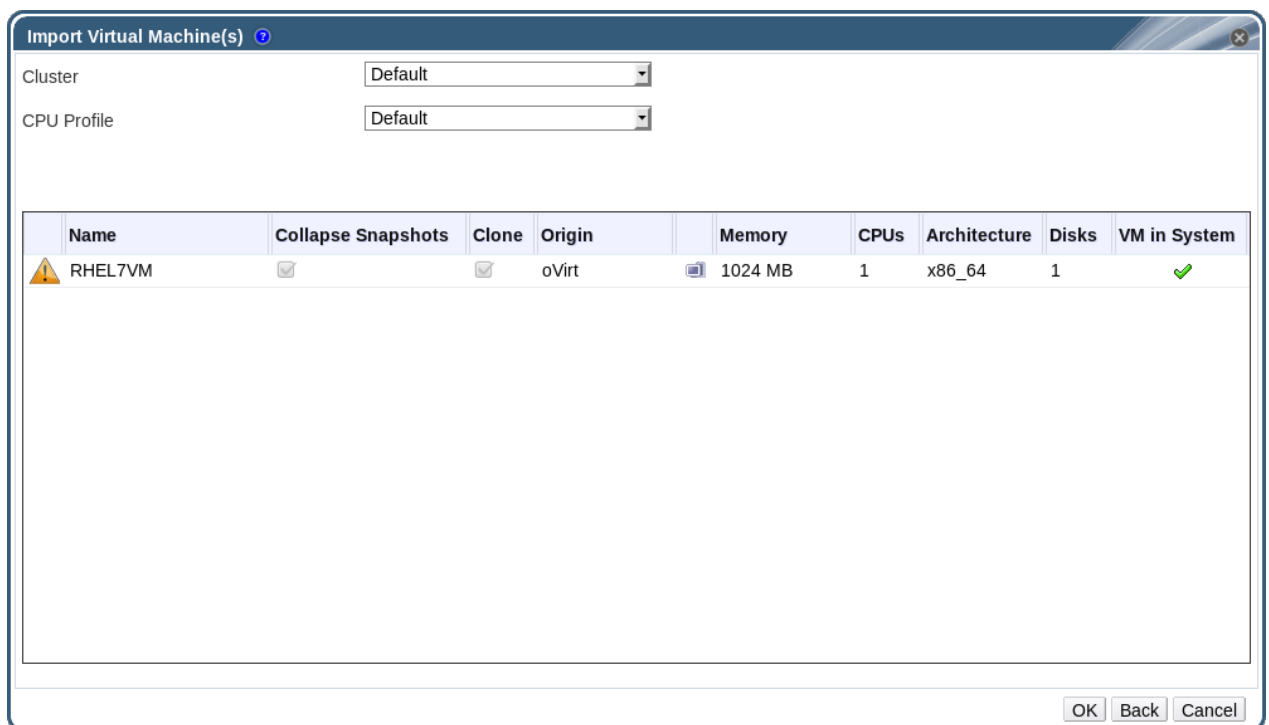 Import Virtual Machine(s) ?
Cluster Default
CPU Profile Default
Name Collapse Snapshots Clone Origin Memory CPUs Architecture Disks VM in System
RHEL7VM oVirt 1024 MB 1 x86_64 1
OK Back Cancel